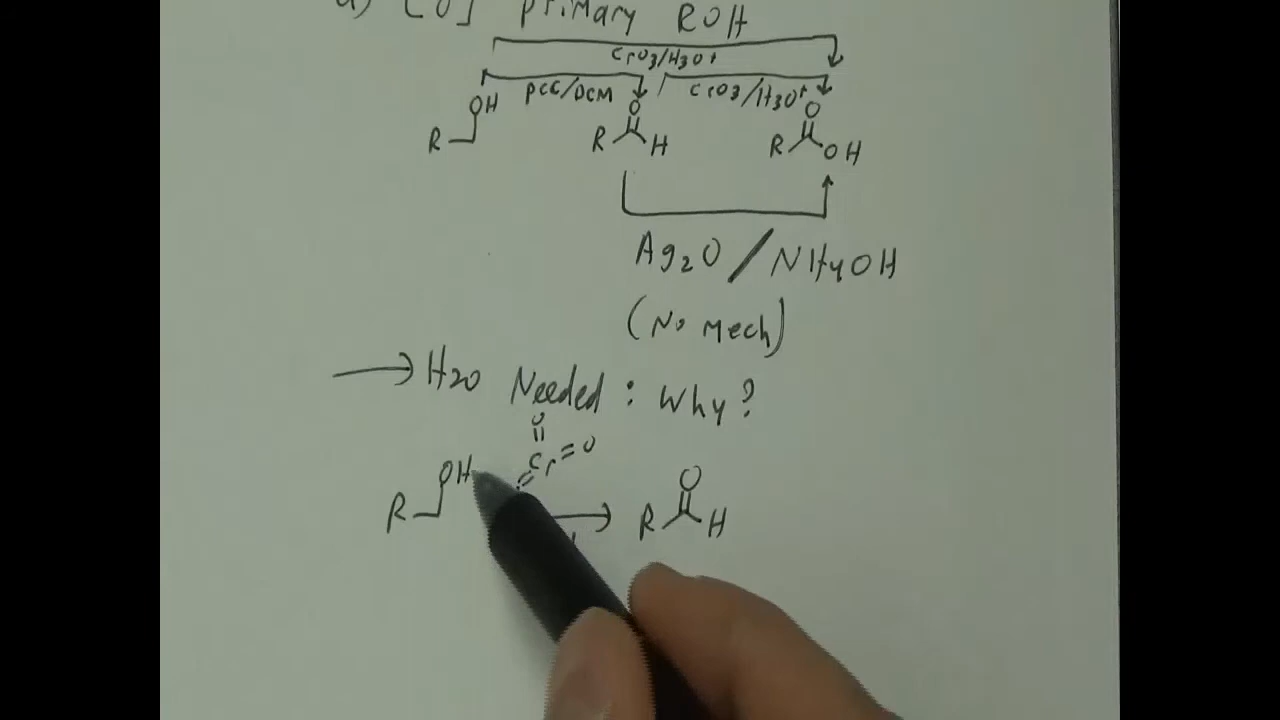 a) [O] Primary ROH
CrO3/H3O+
PCC/DCM CrO3/H3O+
OH O O
R R H R OH
Ag2O / NH4OH
(No Mech)
→ H2O Needed : Why?
O
OH Cr=O O
R → R H